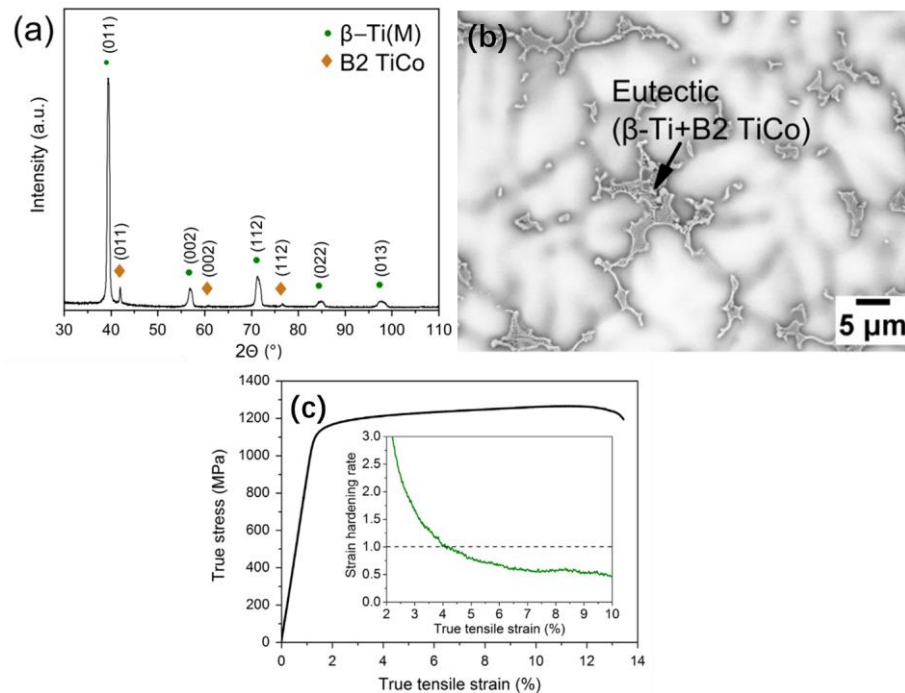 (a)
β–Ti(M)
B2 TiCo
(011)
(011)
(002)
(002)
(112)
(112)
(022)
(013)
Intensity (a.u.)
30 40 50 60 70 80 90 100 110
2Θ (°)
(b)
Eutectic
(β-Ti+B2 TiCo)
5 μm
(c)
1400
1200
1000
800
600
400
200
0
True stress (MPa)
0 2 4 6 8 10 12 14
True tensile strain (%)
3.0
2.5
2.0
1.5
1.0
0.5
0.0
Strain hardening rate
2 3 4 5 6 7 8 9 10
True tensile strain (%)